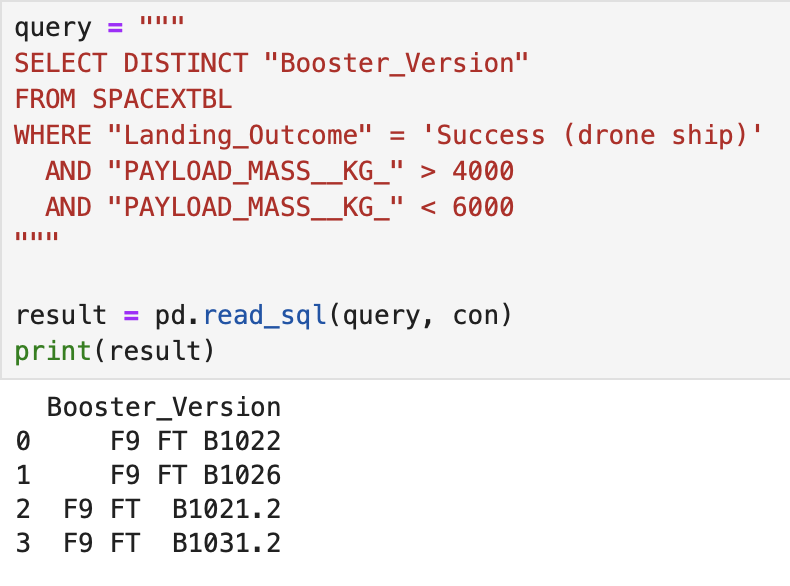 query = """
SELECT DISTINCT "Booster_Version"
FROM SPACEXTBL
WHERE "Landing_Outcome" = 'Success (drone ship)'
  AND "PAYLOAD_MASS__KG_" > 4000
  AND "PAYLOAD_MASS__KG_" < 6000
"""

result = pd.read_sql(query, con)
print(result)
  Booster_Version
0     F9 FT B1022
1     F9 FT B1026
2  F9 FT  B1021.2
3  F9 FT  B1031.2